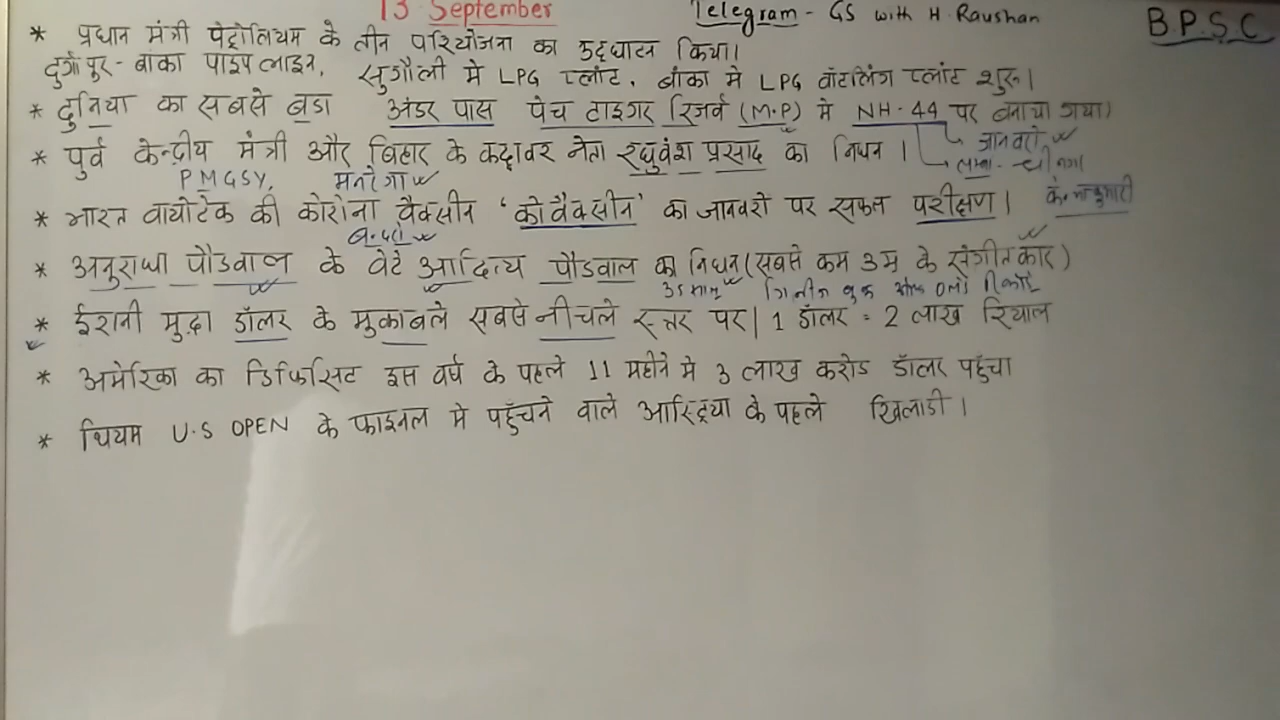 13 September
Telegram - GS with H Raushan
B.P.S.C
* प्रधान मंत्री पेट्रोलियम के तीन परियोजना का उद्घाटन किया।
दुर्गापुर - बांका पाइप लाइन, सुगौली मे LPG प्लांट, बांका मे LPG बॉटलिंग प्लांट शुरू।
* दुनिया का सबसे बडा अंडर पास पेंच टाइगर रिजर्व (M.P) मे NH-44 पर बनाया गया)
जानवरो
* पुर्व केन्द्रीय मंत्री और बिहार के कद्दावर नेता रघुवंश प्रसाद का निधन।
PMGSY, मनरेगा
* भारत बायोटेक की कोरोना वैक्सीन 'कोवैक्सीन' का जानवरो पर सफल परीक्षण।
बन्दरो
* अनुराधा पौडवाल के बेटे आदित्य पौडवाल का निधन (सबसे कम उम्र के संगीतकार)
* ईरानी मुद्रा डॉलर के मुकाबले सबसे नीचले स्तर पर| 1 डॉलर = 2 लाख रियाल
* अमेरिका का डिफिसिट इस वर्ष के पहले 11 महीने मे 3 लाख करोड डॉलर पहुँचा
* थियम U.S OPEN के फाइनल मे पहुँचने वाले आस्ट्रिया के पहले खिलाडी।